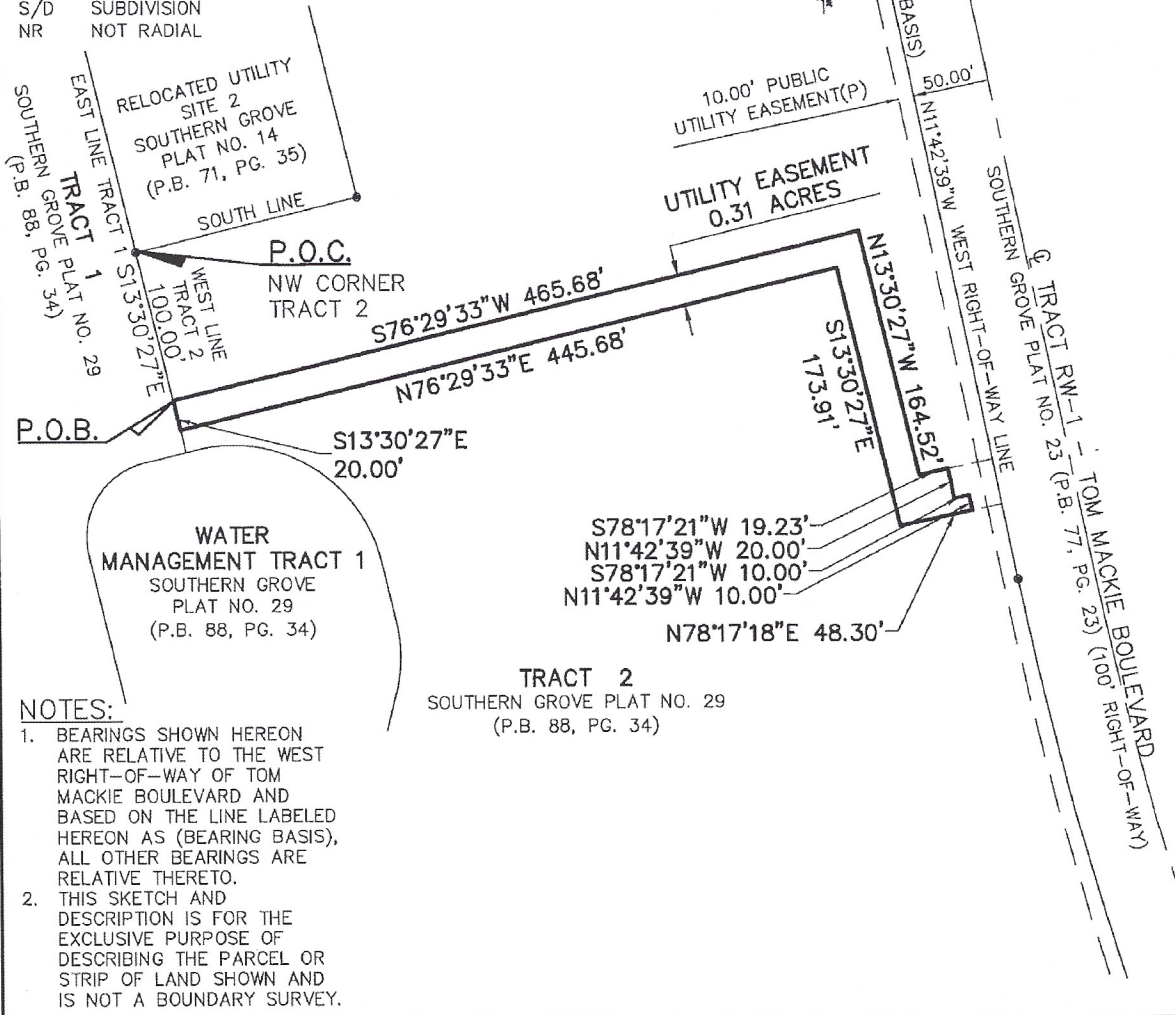 S/D SUBDIVISION
NR NOT RADIAL
EAST LINE TRACT 1
RELOCATED UTILITY
SITE 2
SOUTHERN GROVE
PLAT NO. 14
(P.B. 71, PG. 35)
TRACT 1
SOUTHERN GROVE PLAT NO. 29
(P.B. 88, PG. 34)
SOUTH LINE
P.O.C.
NW CORNER
TRACT 2
WEST LINE
TRACT 2
S13°30'27"E
100.00'
P.O.B.
S76°29'33"W 465.68'
N76°29'33"E 445.68'
S13°30'27"E
20.00'
10.00' PUBLIC
UTILITY EASEMENT(P)
UTILITY EASEMENT
0.31 ACRES
BASIS)
50.00'
N11°42'39"W WEST RIGHT-OF-WAY LINE
N13°30'27"W 164.52'
S13°30'27"E
173.91'
S78°17'21"W 19.23'
N11°42'39"W 20.00'
S78°17'21"W 10.00'
N11°42'39"W 10.00'
N78°17'18"E 48.30'
℄ TRACT RW-1 - TOM MACKIE BOULEVARD
SOUTHERN GROVE PLAT NO. 23 (P.B. 77, PG. 23) (100' RIGHT-OF-WAY)
WATER
MANAGEMENT TRACT 1
SOUTHERN GROVE
PLAT NO. 29
(P.B. 88, PG. 34)
TRACT 2
SOUTHERN GROVE PLAT NO. 29
(P.B. 88, PG. 34)
NOTES:
1. BEARINGS SHOWN HEREON
ARE RELATIVE TO THE WEST
RIGHT-OF-WAY OF TOM
MACKIE BOULEVARD AND
BASED ON THE LINE LABELED
HEREON AS (BEARING BASIS),
ALL OTHER BEARINGS ARE
RELATIVE THERETO.
2. THIS SKETCH AND
DESCRIPTION IS FOR THE
EXCLUSIVE PURPOSE OF
DESCRIBING THE PARCEL OR
STRIP OF LAND SHOWN AND
IS NOT A BOUNDARY SURVEY.